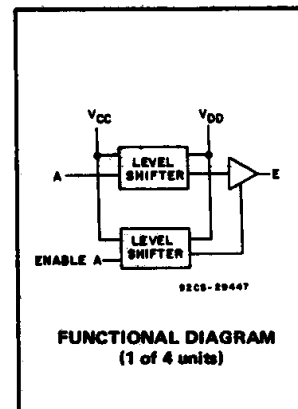 VCC VDD
LEVEL
SHIFTER
A E
LEVEL
SHIFTER
ENABLE A
92CS-29447
FUNCTIONAL DIAGRAM
(1 of 4 units)